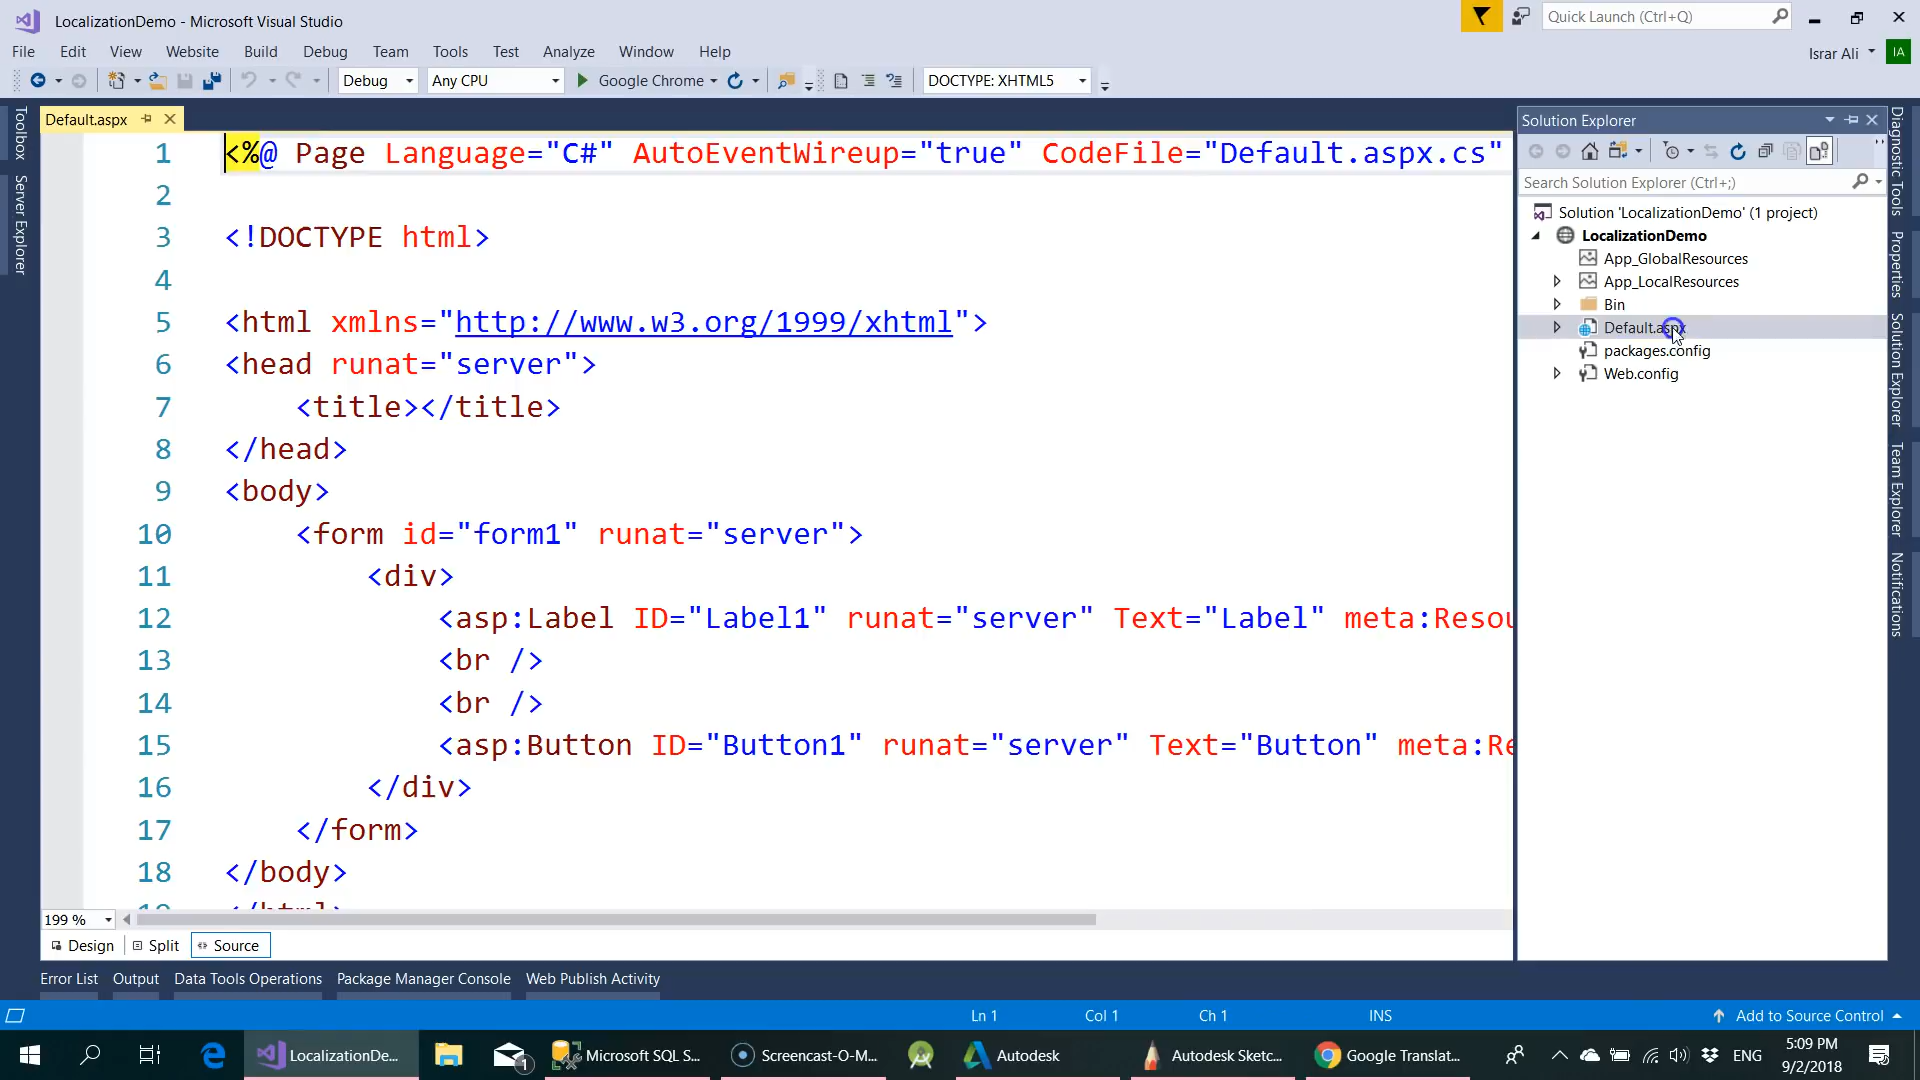 LocalizationDemo - Microsoft Visual Studio
Quick Launch (Ctrl+Q)
File Edit View Website Build Debug Team Tools Test Analyze Window Help
Israr Ali IA
Debug Any CPU Google Chrome DOCTYPE: XHTML5
Toolbox
Server Explorer
Default.aspx
1 <%@ Page Language="C#" AutoEventWireup="true" CodeFile="Default.aspx.cs"
2
3 <!DOCTYPE html>
4
5 <html xmlns="http://www.w3.org/1999/xhtml">
6 <head runat="server">
7 <title></title>
8 </head>
9 <body>
10 <form id="form1" runat="server">
11 <div>
12 <asp:Label ID="Label1" runat="server" Text="Label" meta:Resou
13 <br />
14 <br />
15 <asp:Button ID="Button1" runat="server" Text="Button" meta:Re
16 </div>
17 </form>
18 </body>
19 </html>
199 %
Design Split Source
Solution Explorer
Search Solution Explorer (Ctrl+;)
Solution 'LocalizationDemo' (1 project)
LocalizationDemo
App_GlobalResources
App_LocalResources
Bin
Default.aspx
packages.config
Web.config
Diagnostic Tools
Properties
Solution Explorer
Team Explorer
Notifications
Error List Output Data Tools Operations Package Manager Console Web Publish Activity
Ln 1 Col 1 Ch 1 INS Add to Source Control
LocalizationDe... 1 Microsoft SQL S... Screencast-O-M... Autodesk Autodesk Sketc... Google Translat... ENG
5:09 PM
9/2/2018